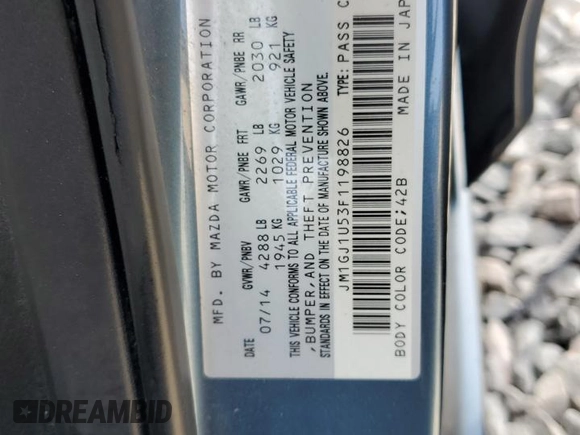 MFD. BY MAZDA MOTOR CORPORATION
DATE GVWR/PNBV GAWR/PNBE FRT GAWR/PNBE RR
07/14 4288 LB 2269 LB 2030 LB
1945 KG 1029 KG 921 KG
THIS VEHICLE CONFORMS TO ALL APPLICABLE FEDERAL MOTOR VEHICLE SAFETY
,BUMPER,AND THEFT PREVENTION
STANDARDS IN EFFECT ON THE DATE OF MANUFACTURE SHOWN ABOVE.
JM1GJ1U53F1198826 TYPE: PASS C
BODY COLOR CODE;42B MADE IN JAP
DREAMBID